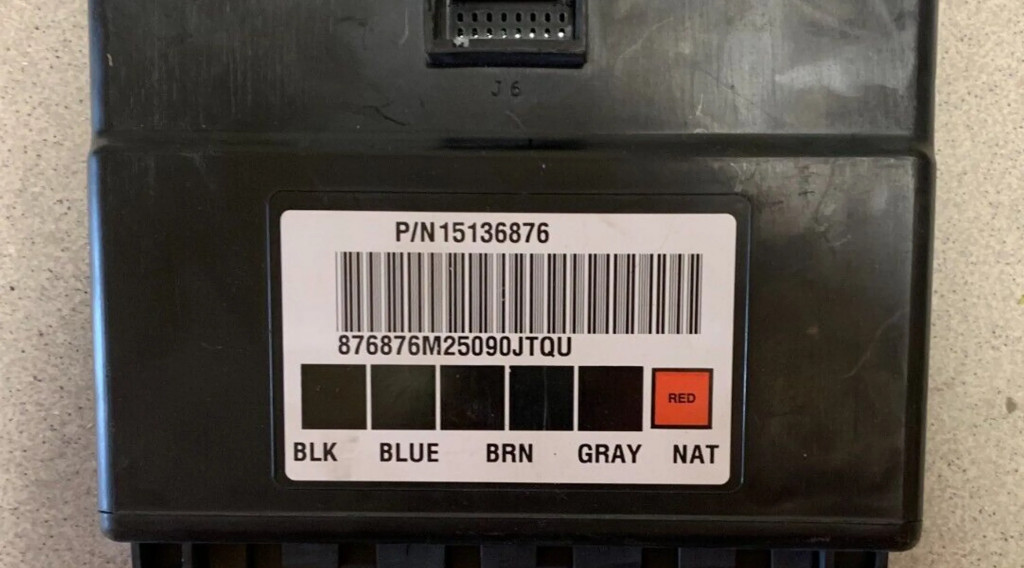 J6
P/N15136876
876876M25090JTQU
RED
BLK BLUE BRN GRAY NAT